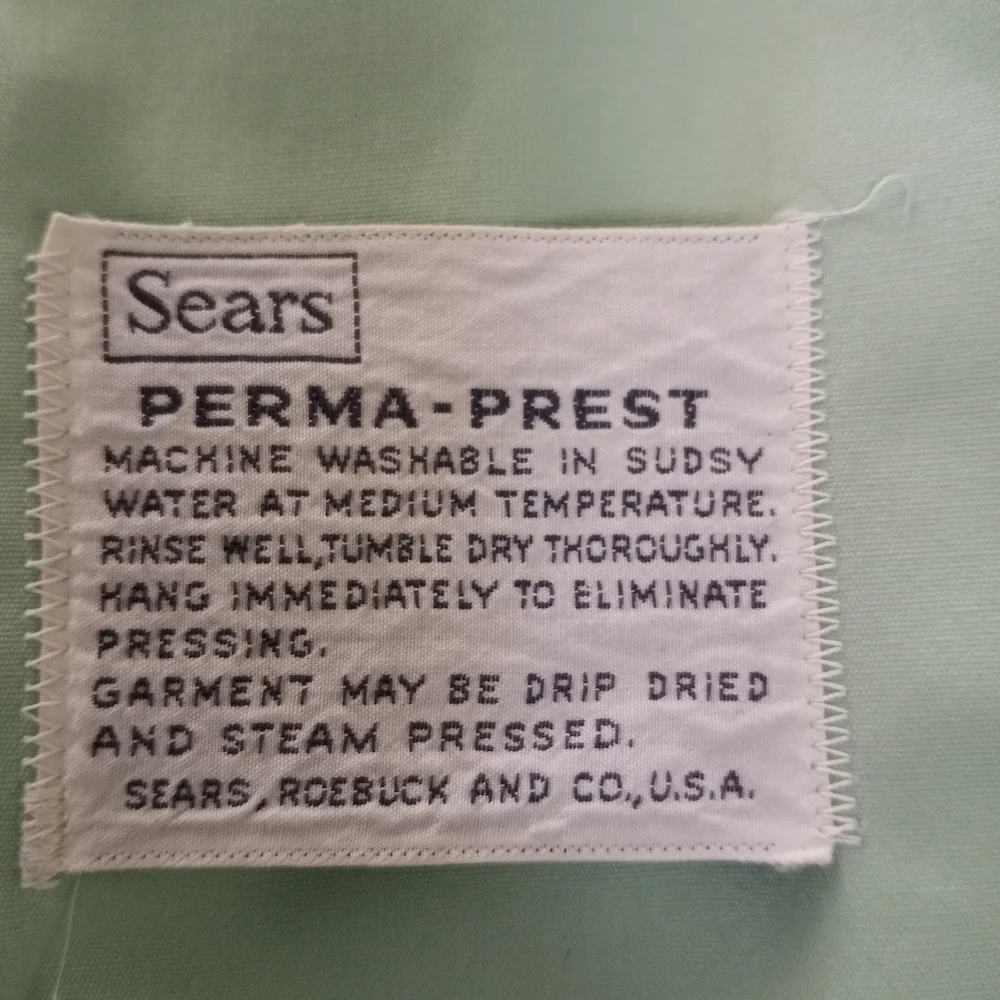 Sears
PERMA-PREST
MACHINE WASHABLE IN SUDSY
WATER AT MEDIUM TEMPERATURE.
RINSE WELL,TUMBLE DRY THOROUGHLY.
HANG IMMEDIATELY TO ELIMINATE
PRESSING.
GARMENT MAY BE DRIP DRIED
AND STEAM PRESSED.
SEARS, ROEBUCK AND CO., U.S.A.